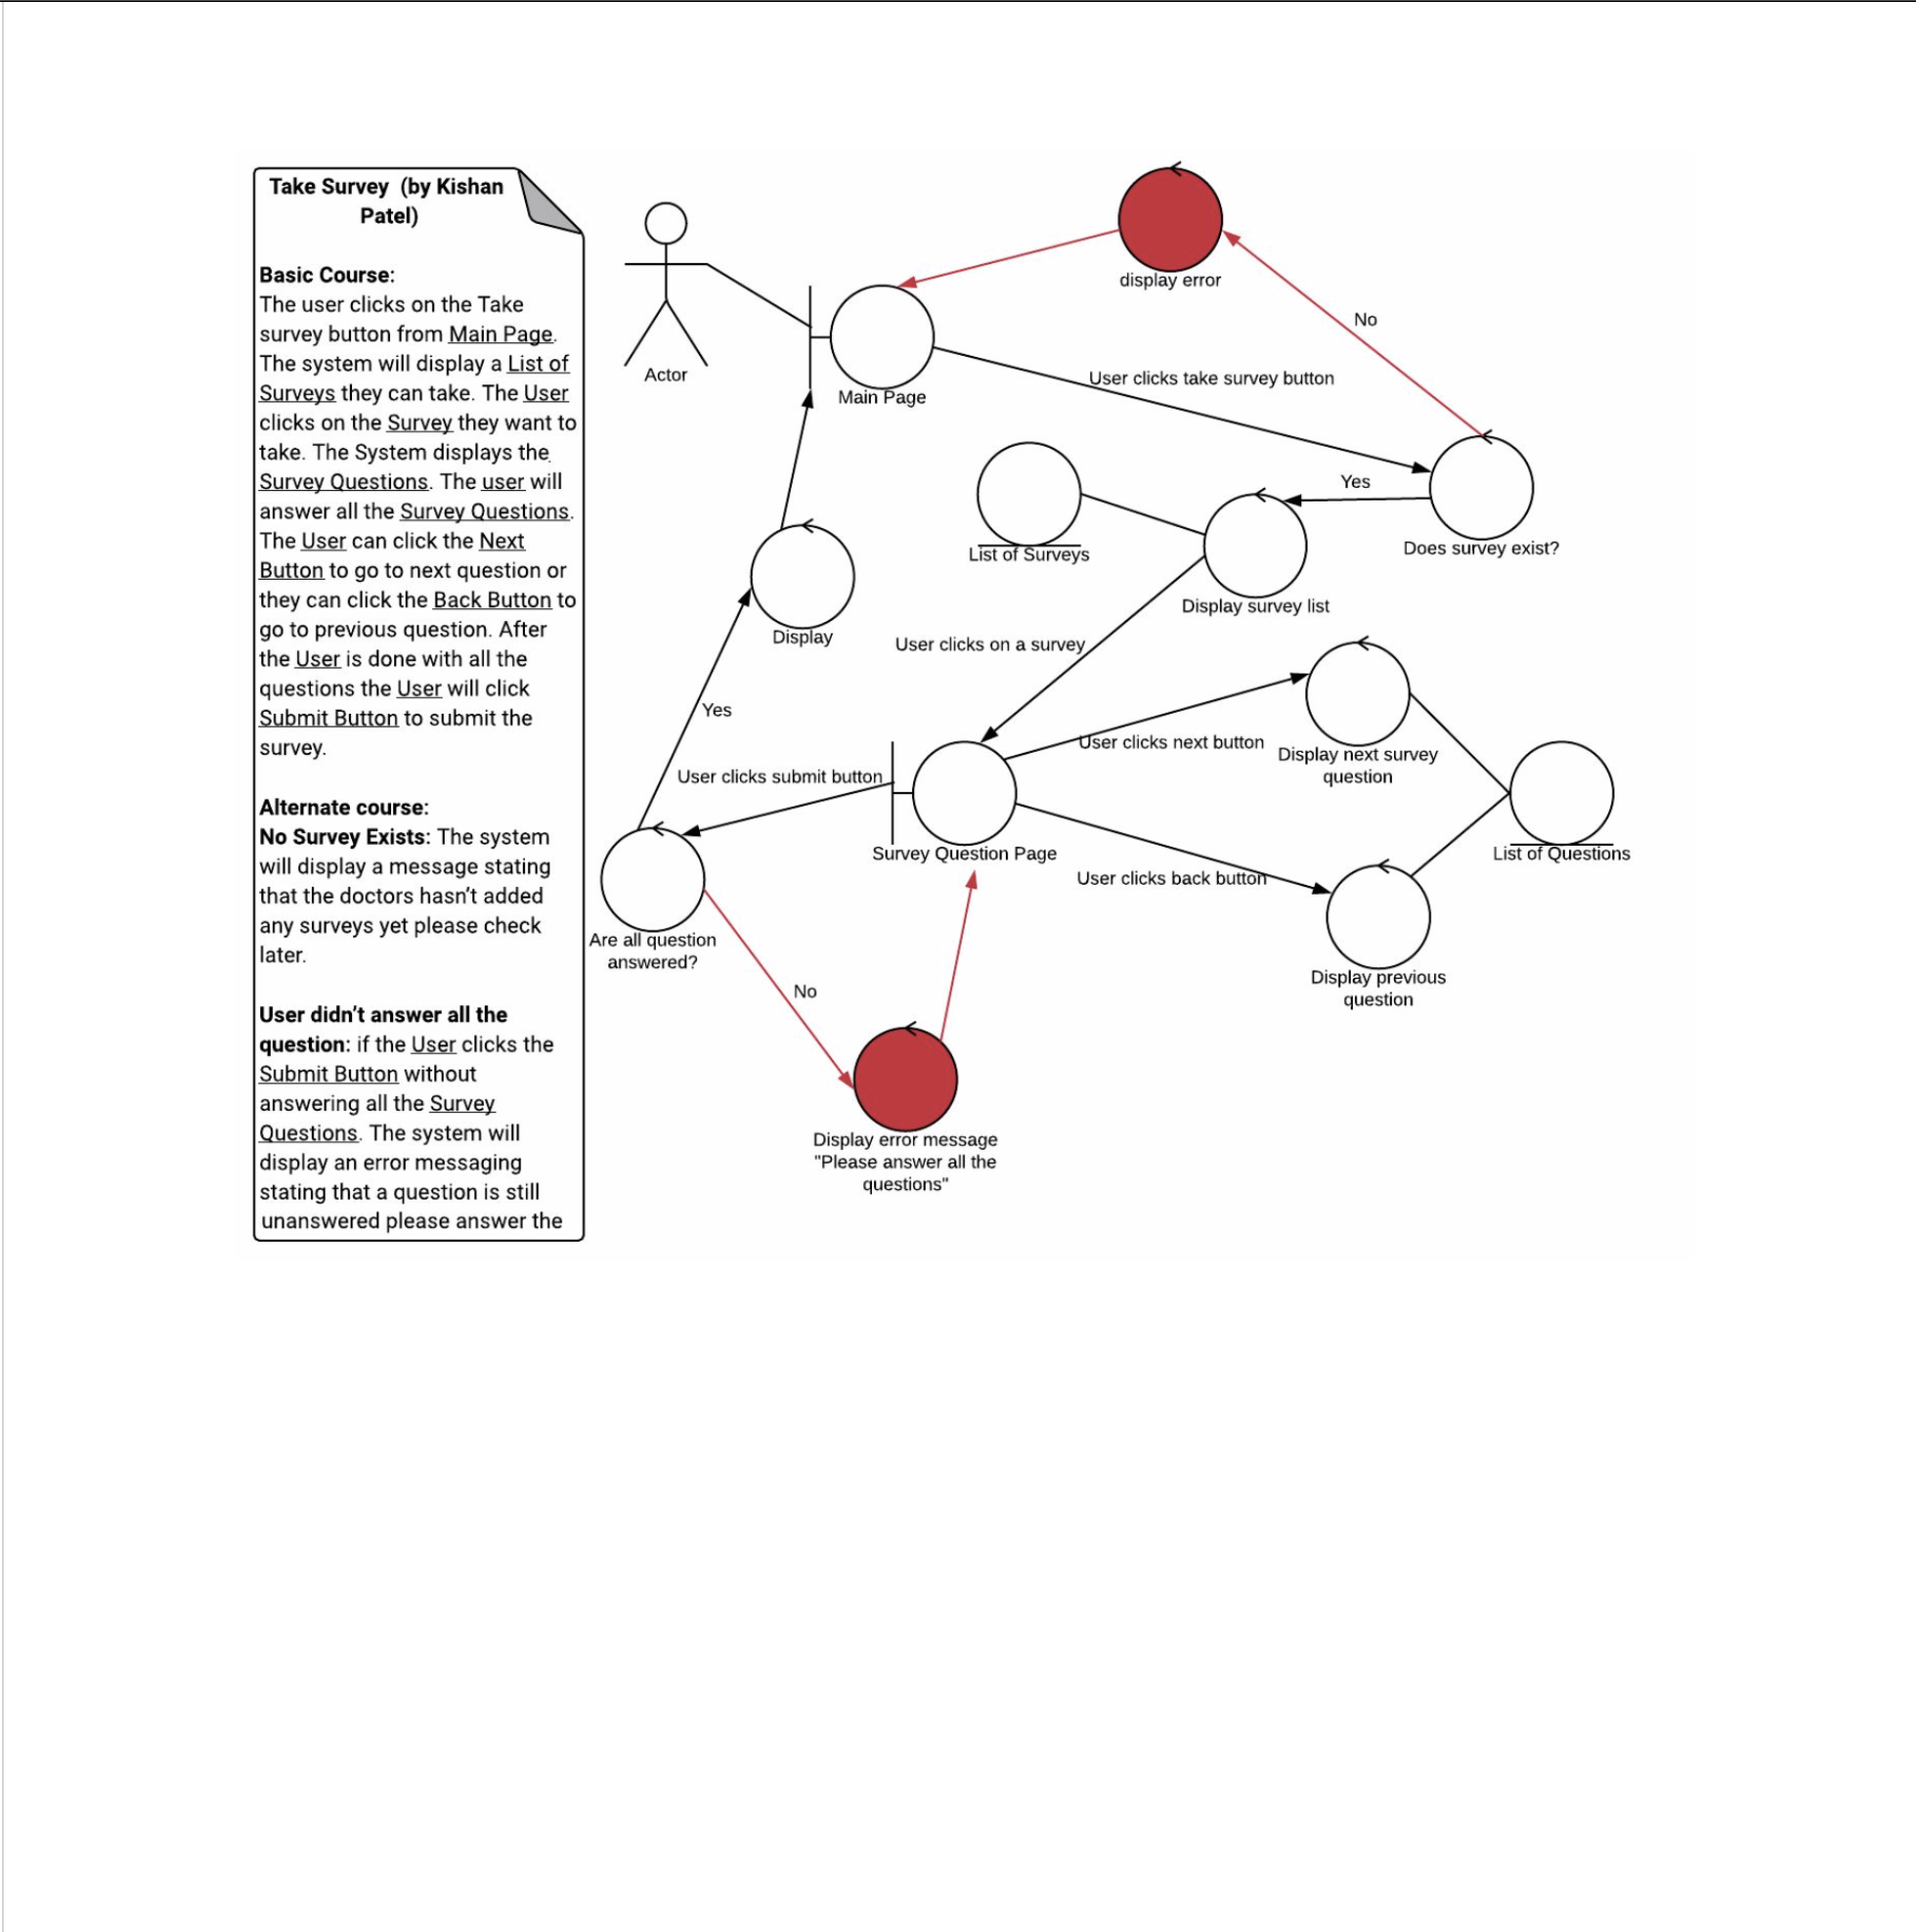 Take Survey  (by Kishan
Patel)
Basic Course:
The user clicks on the Take
survey button from Main Page.
The system will display a List of
Surveys they can take. The User
clicks on the Survey they want to
take. The System displays the
Survey Questions. The user will
answer all the Survey Questions.
The User can click the Next
Button to go to next question or
they can click the Back Button to
go to previous question. After
the User is done with all the
questions the User will click
Submit Button to submit the
survey.
Alternate course:
No Survey Exists: The system
will display a message stating
that the doctors hasn't added
any surveys yet please check
later.
User didn't answer all the
question: if the User clicks the
Submit Button without
answering all the Survey
Questions. The system will
display an error messaging
stating that a question is still
unanswered please answer the
Actor
Main Page
display error
No
User clicks take survey button
Yes
Does survey exist?
List of Surveys
Display survey list
Display
User clicks on a survey
Yes
User clicks next button
Display next survey
question
User clicks submit button
Survey Question Page
List of Questions
User clicks back button
Are all question
answered?
Display previous
question
No
Display error message
"Please answer all the
questions"